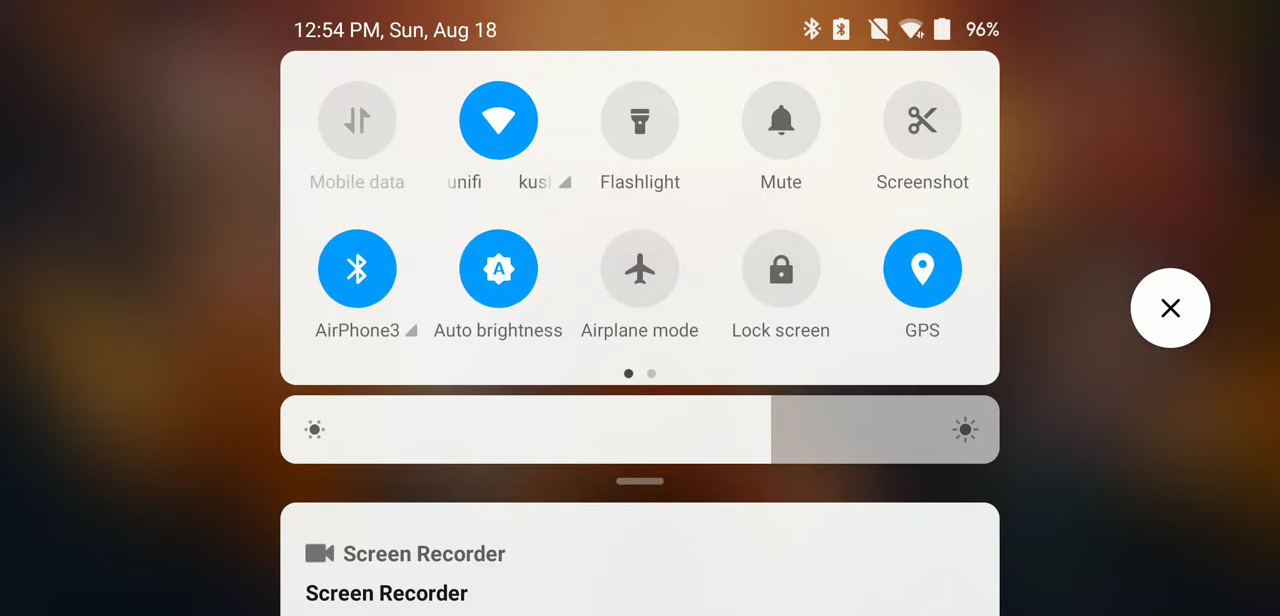 12:54 PM, Sun, Aug 18 96%
Mobile data unifi Flashlight Mute Screenshot
AirPhone3 Auto brightness Airplane mode Lock screen GPS
Screen Recorder
Screen Recorder